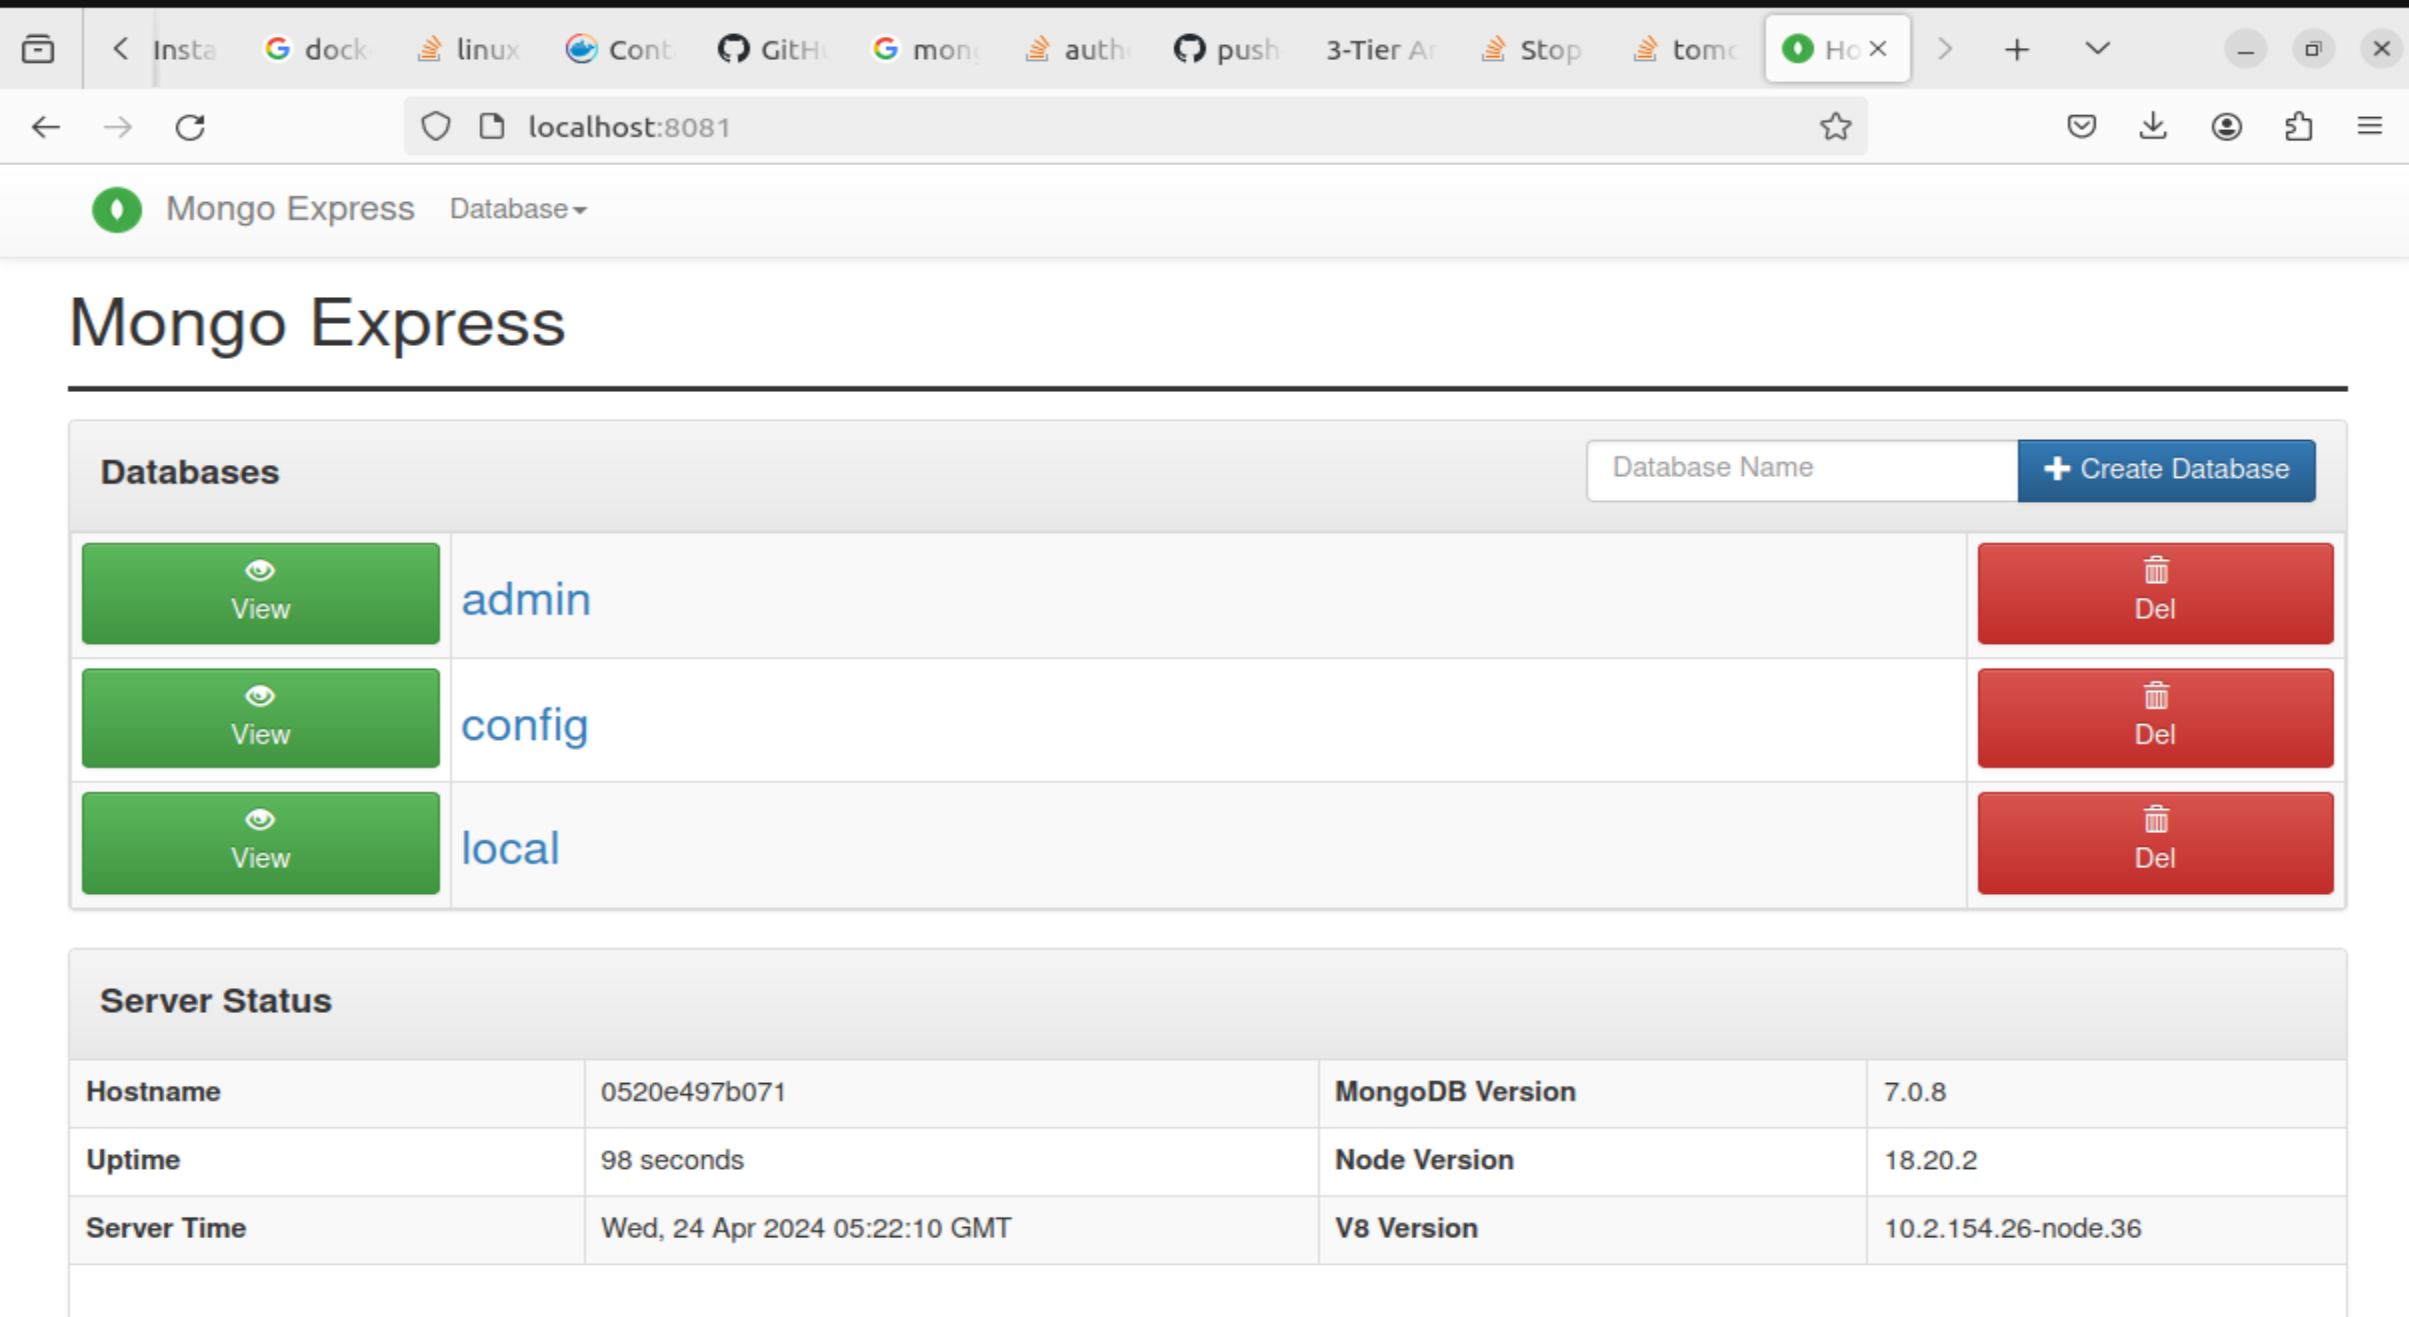 Insta dock linux Cont GitH mon auth push 3-Tier Ar Stop tomc Ho
localhost:8081
Mongo Express Database
Mongo Express
Databases Database Name Create Database
View admin Del
View config Del
View local Del
Server Status
Hostname 0520e497b071 MongoDB Version 7.0.8
Uptime 98 seconds Node Version 18.20.2
Server Time Wed, 24 Apr 2024 05:22:10 GMT V8 Version 10.2.154.26-node.36